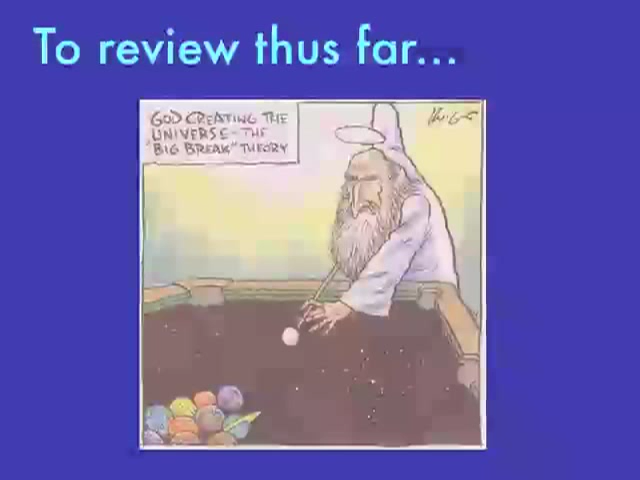 To review thus far...
GOD CREATING THE
UNIVERSE - THE
"BIG BREAK" THEORY